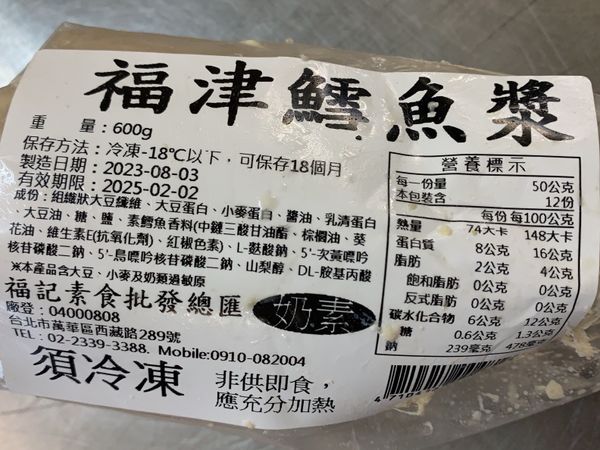 福津鱈魚漿
重 量：600g
保存方法：冷凍-18℃以下，可保存18個月
製造日期：2023-08-03
有效期限：2025-02-02
成份：組織狀大豆纖維、大豆蛋白、小麥蛋白、醬油、乳清蛋白
、大豆油、糖、鹽、素鱈魚香料(中鏈三酸甘油酯、棕櫚油、葵
花油、維生素E(抗氧化劑)、紅椒色素)、L-麩酸鈉、5'-次黃嘌呤
核苷磷酸二鈉、5'-鳥嘌呤核苷磷酸二鈉、山梨醇、DL-胺基丙酸
※本產品含大豆、小麥及奶類過敏原
福記素食批發總匯
奶素
廠登：04000808
台北市萬華區西藏路289號
TEL：02-2339-3388. Mobile:0910-082004
須冷凍
非供即食，
應充分加熱
營養標示
每一份量 50公克
本包裝含 12份
每份 每100公克
熱量 74大卡 148大卡
蛋白質 8公克 16公克
脂肪 2公克 4公克
飽和脂肪 0公克 0公克
反式脂肪 0公克 0公克
碳水化合物 6公克 12公克
糖 0.6公克 1.3公克
鈉 239毫克 478毫克